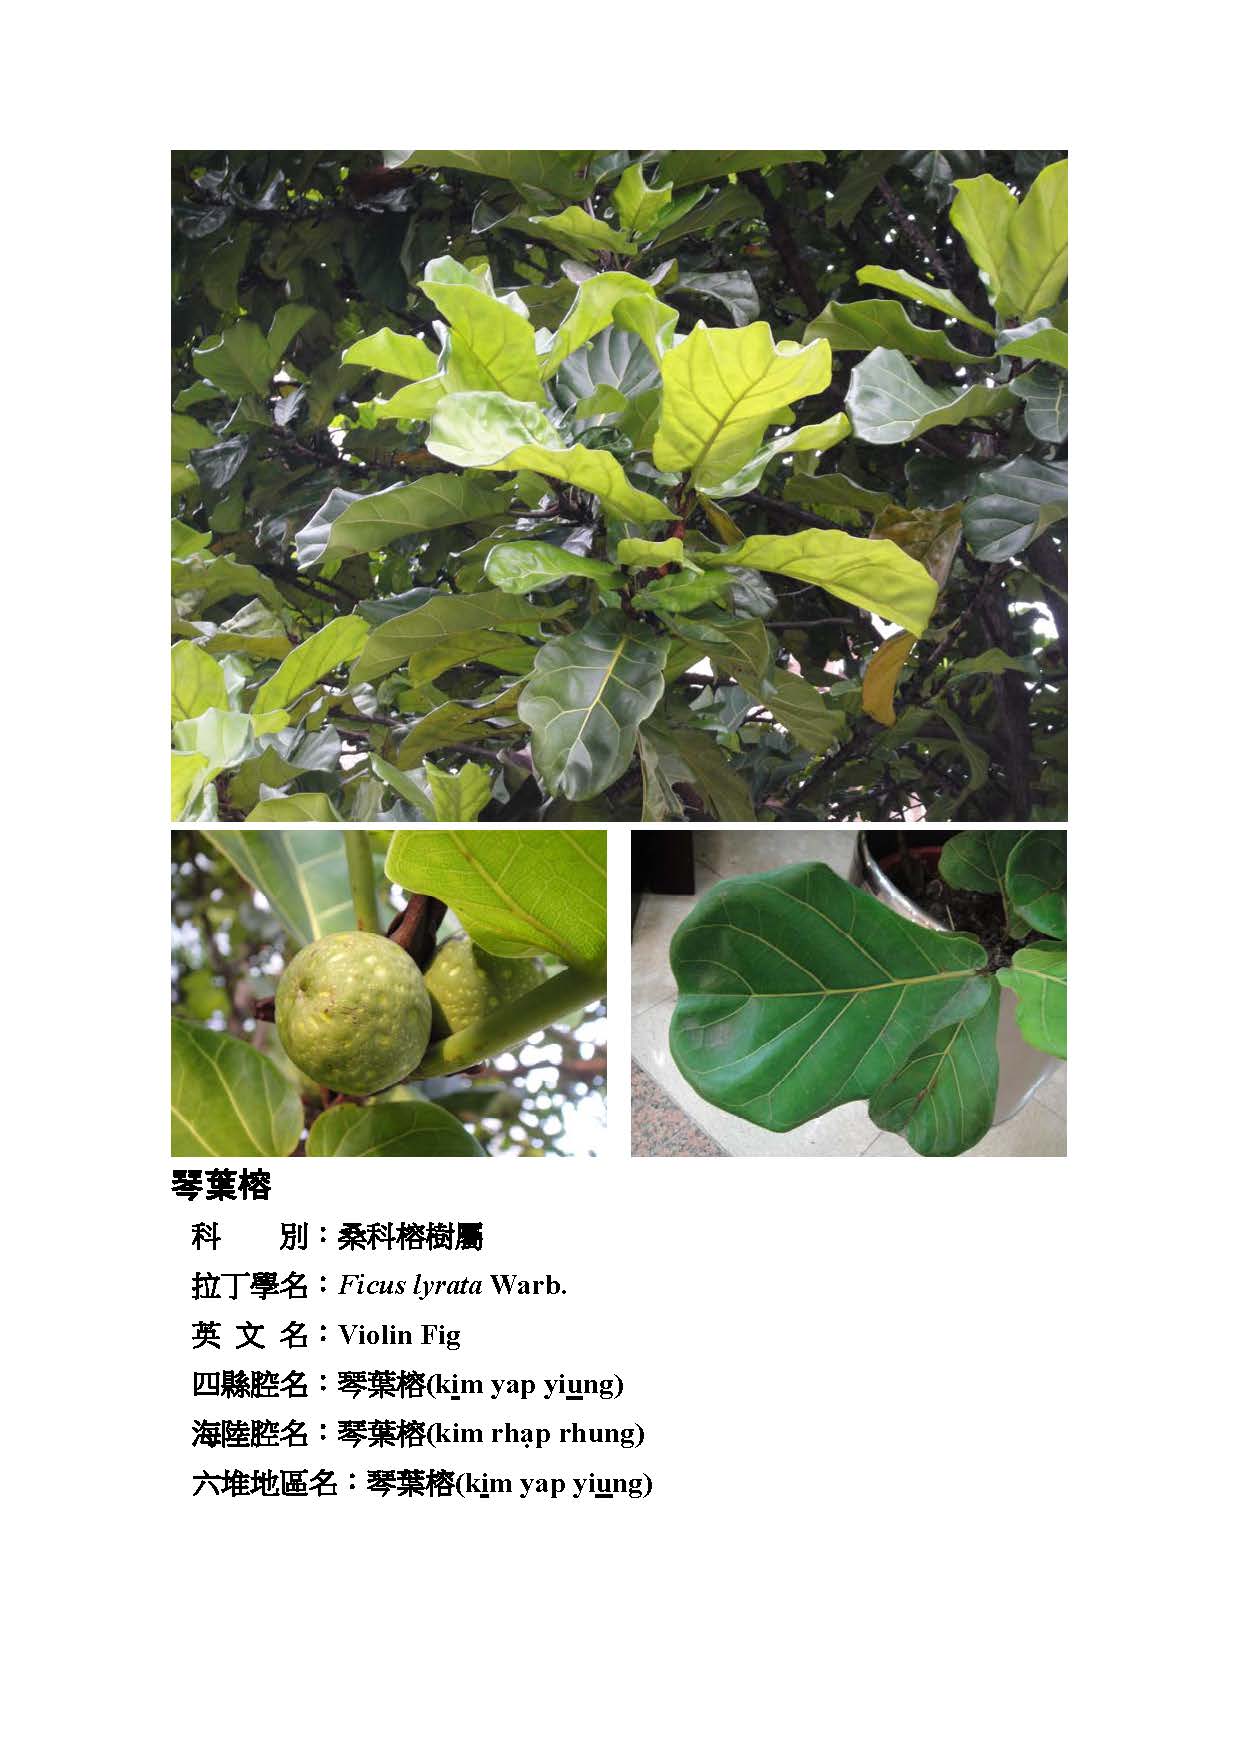 琴葉榕
科　　別：桑科榕樹屬
拉丁學名：Ficus lyrata Warb.
英 文 名：Violin Fig
四縣腔名：琴葉榕(ki̲m yap yiu̲ng)
海陸腔名：琴葉榕(kim rhạp rhung)
六堆地區名：琴葉榕(ki̲m yap yiu̲ng)